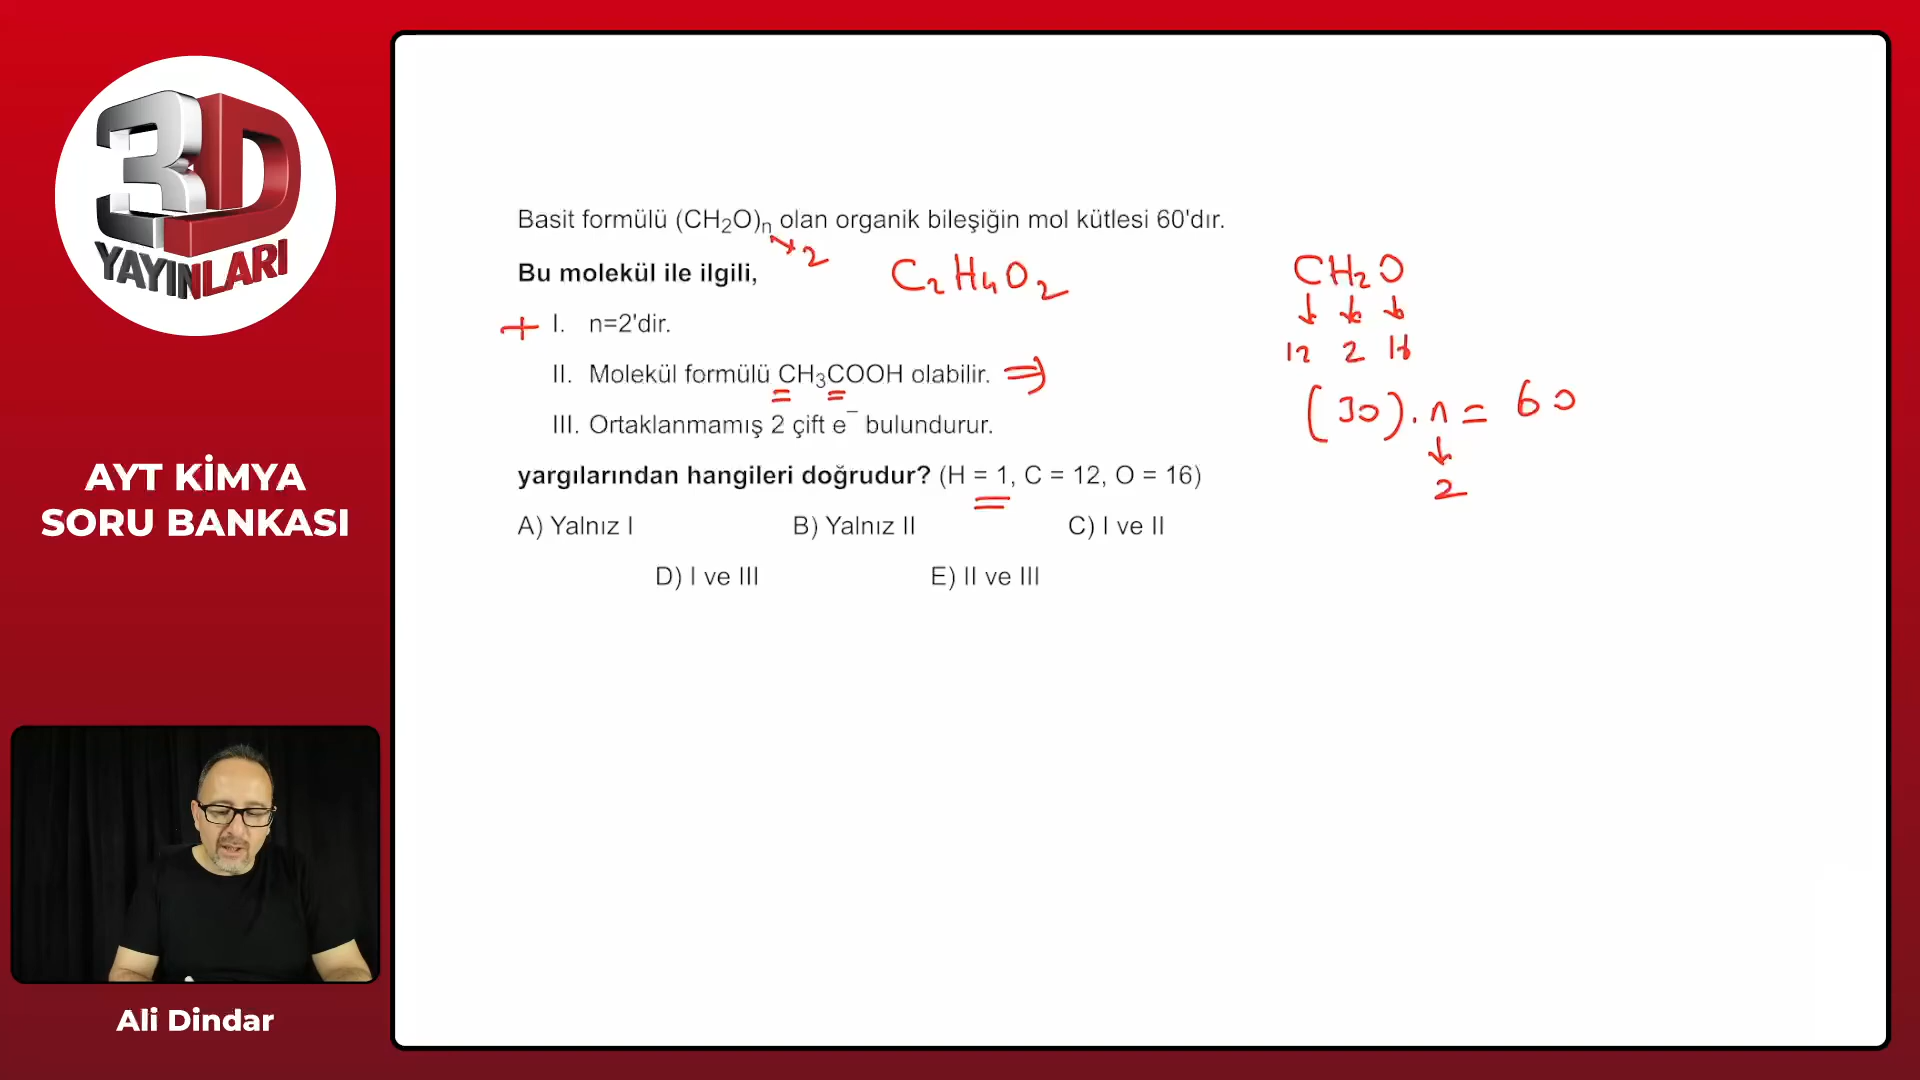 3D
YAYINLARI
AYT KİMYA
SORU BANKASI
Ali Dindar
Basit formülü (CH₂O)ₙ olan organik bileşiğin mol kütlesi 60'dır.
2
Bu molekül ile ilgili,
C₂H₄O₂
+ I. n=2'dir.
II. Molekül formülü CH₃COOH olabilir. ⇒
III. Ortaklanmamış 2 çift e⁻ bulundurur.
yargılarından hangileri doğrudur? (H = 1, C = 12, O = 16)
A) Yalnız I B) Yalnız II C) I ve II
D) I ve III E) II ve III
CH₂O
↓ ↓ ↓
12 2 16
(30).n = 60
↓
2